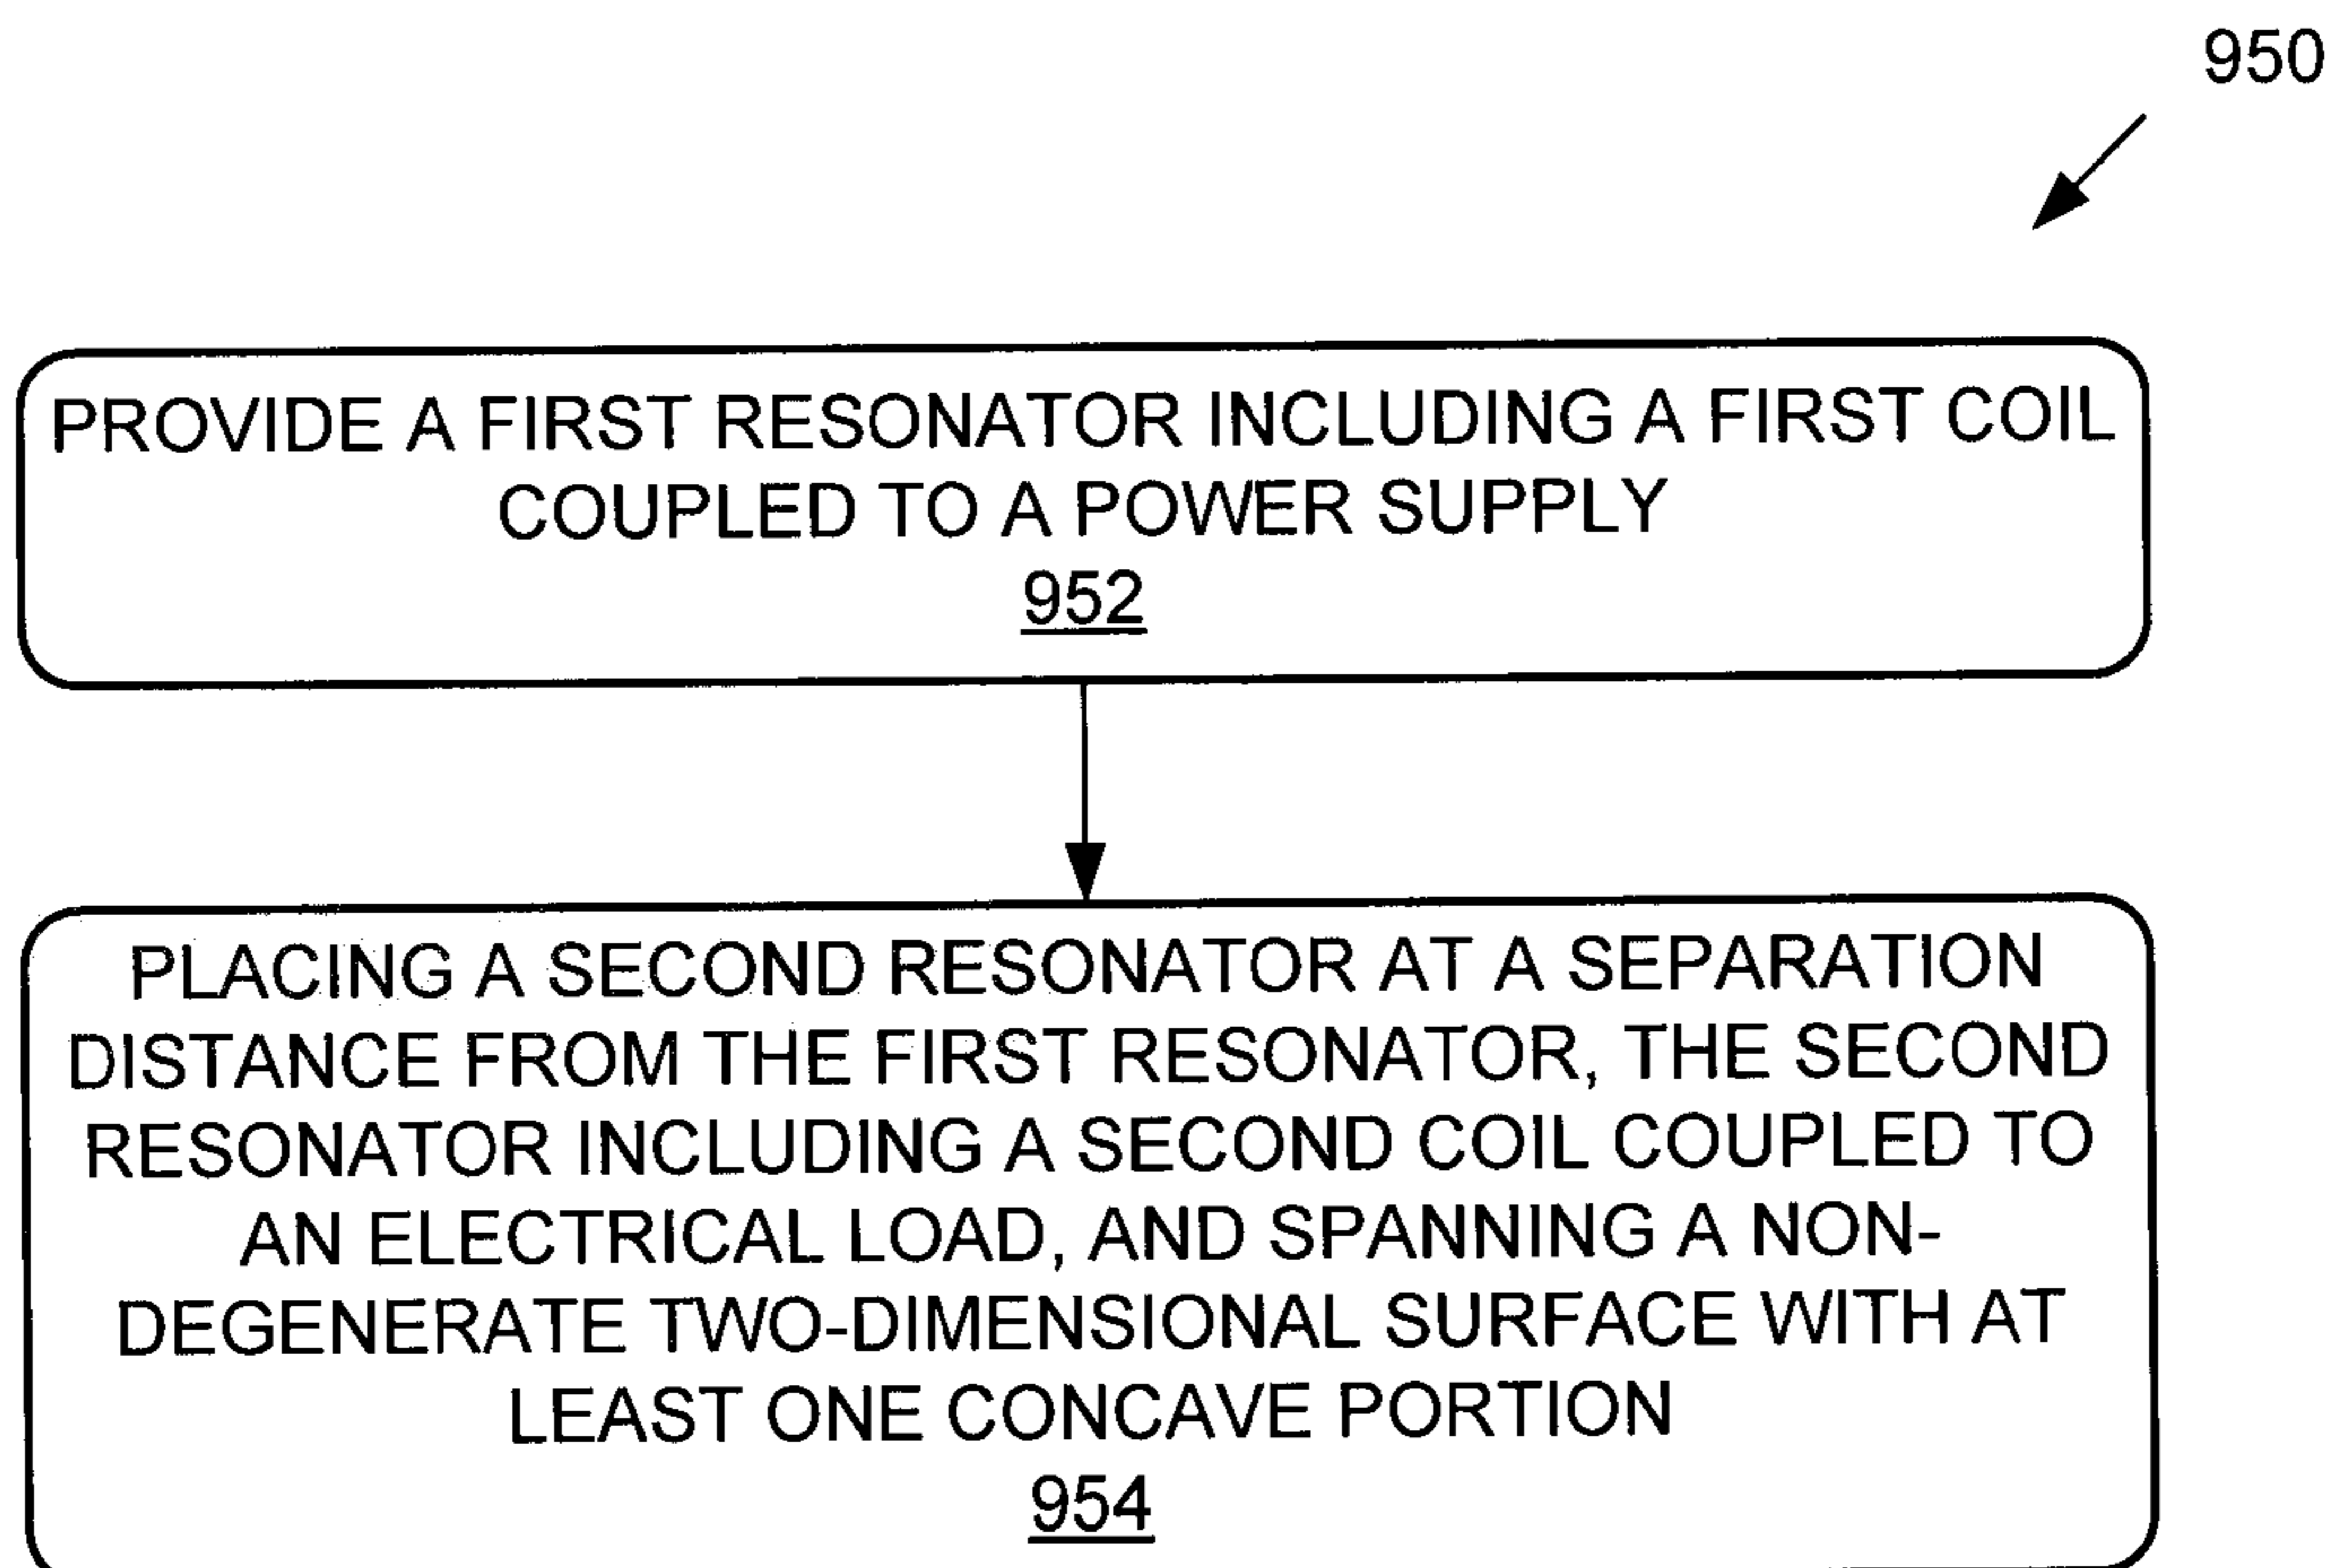 950
PROVIDE A FIRST RESONATOR INCLUDING A FIRST COIL
COUPLED TO A POWER SUPPLY
952
PLACING A SECOND RESONATOR AT A SEPARATION
DISTANCE FROM THE FIRST RESONATOR, THE SECOND
RESONATOR INCLUDING A SECOND COIL COUPLED TO
AN ELECTRICAL LOAD, AND SPANNING A NON-
DEGENERATE TWO-DIMENSIONAL SURFACE WITH AT
LEAST ONE CONCAVE PORTION
954